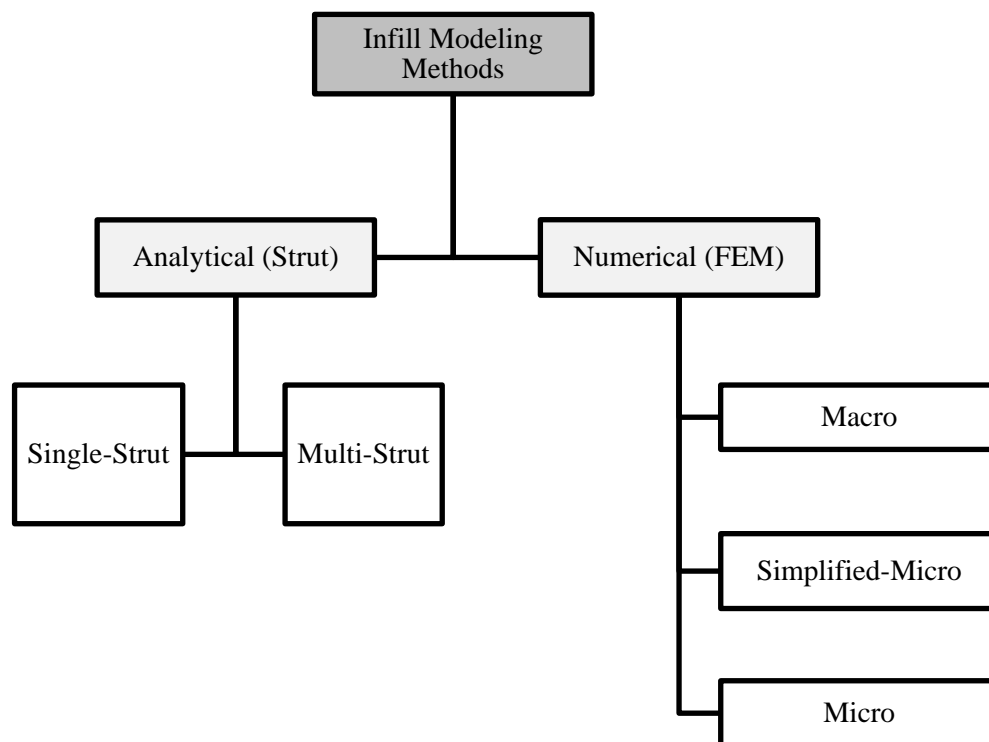 Infill Modeling
Methods
Analytical (Strut)
Numerical (FEM)
Single-Strut
Multi-Strut
Macro
Simplified-Micro
Micro